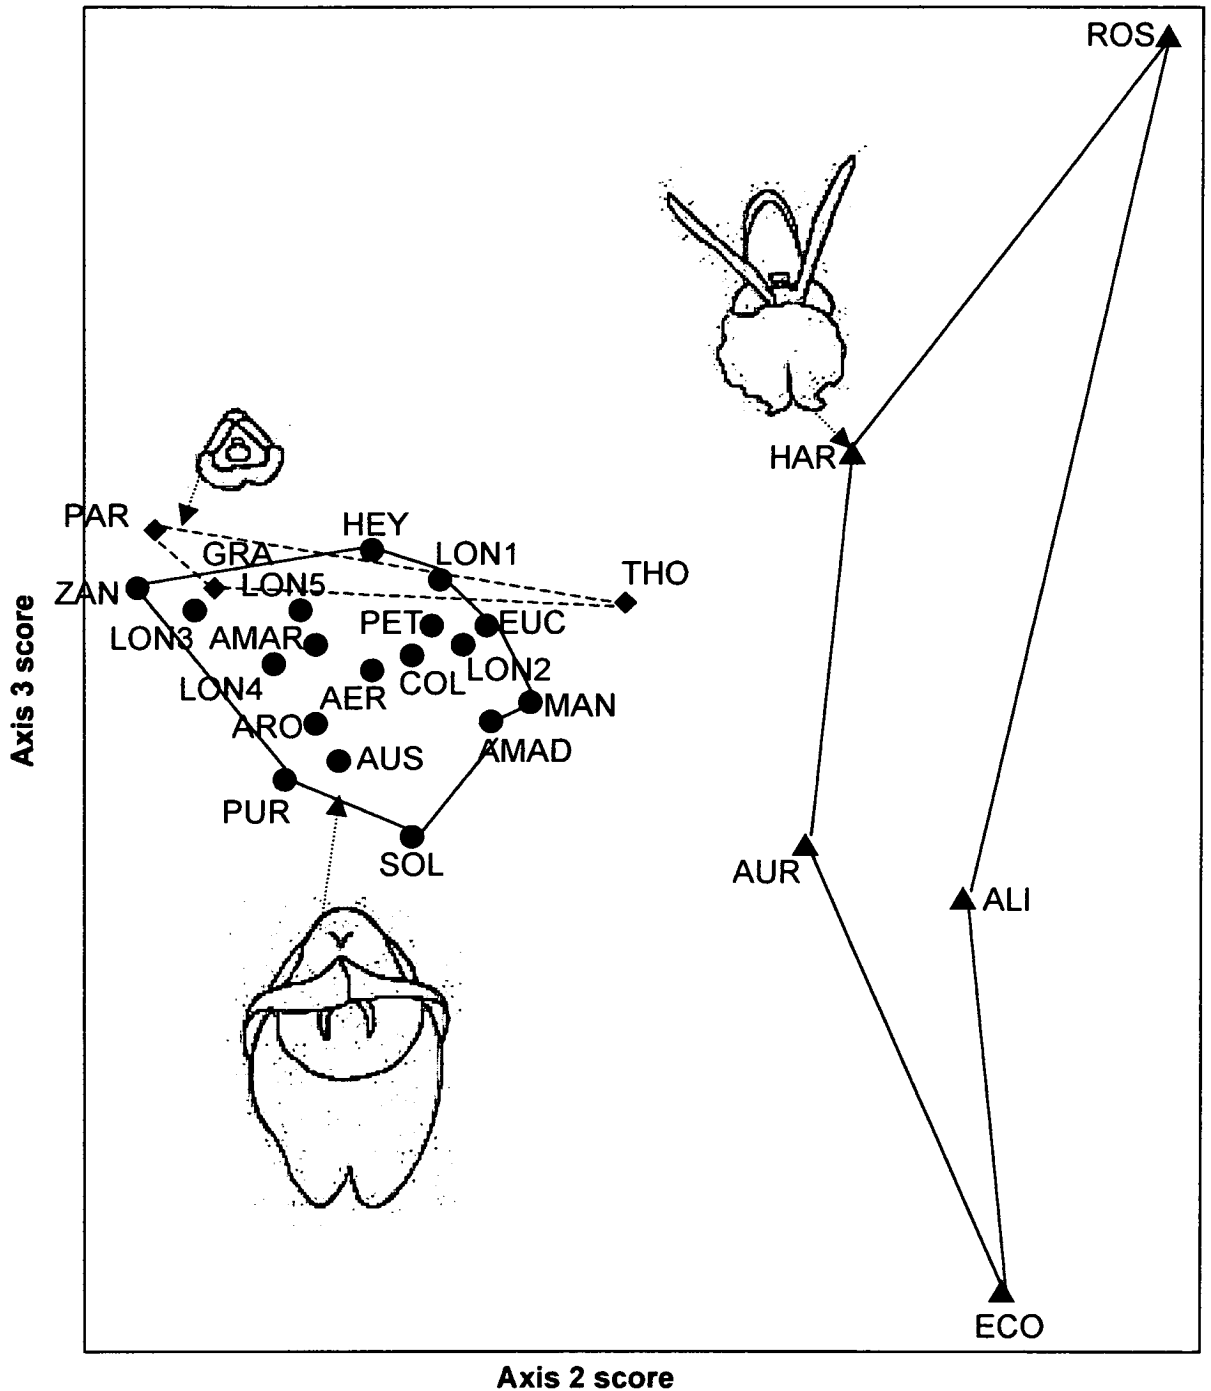 ROS
HAR
PAR
HEY
GRA
LON1
ZAN
LON5
THO
LON3
AMAR
PET
EUC
LON4
AER
COL
LON2
ARO
MAN
AUS
AMAD
PUR
SOL
AUR
ALI
ECO
Axis 3 score
Axis 2 score